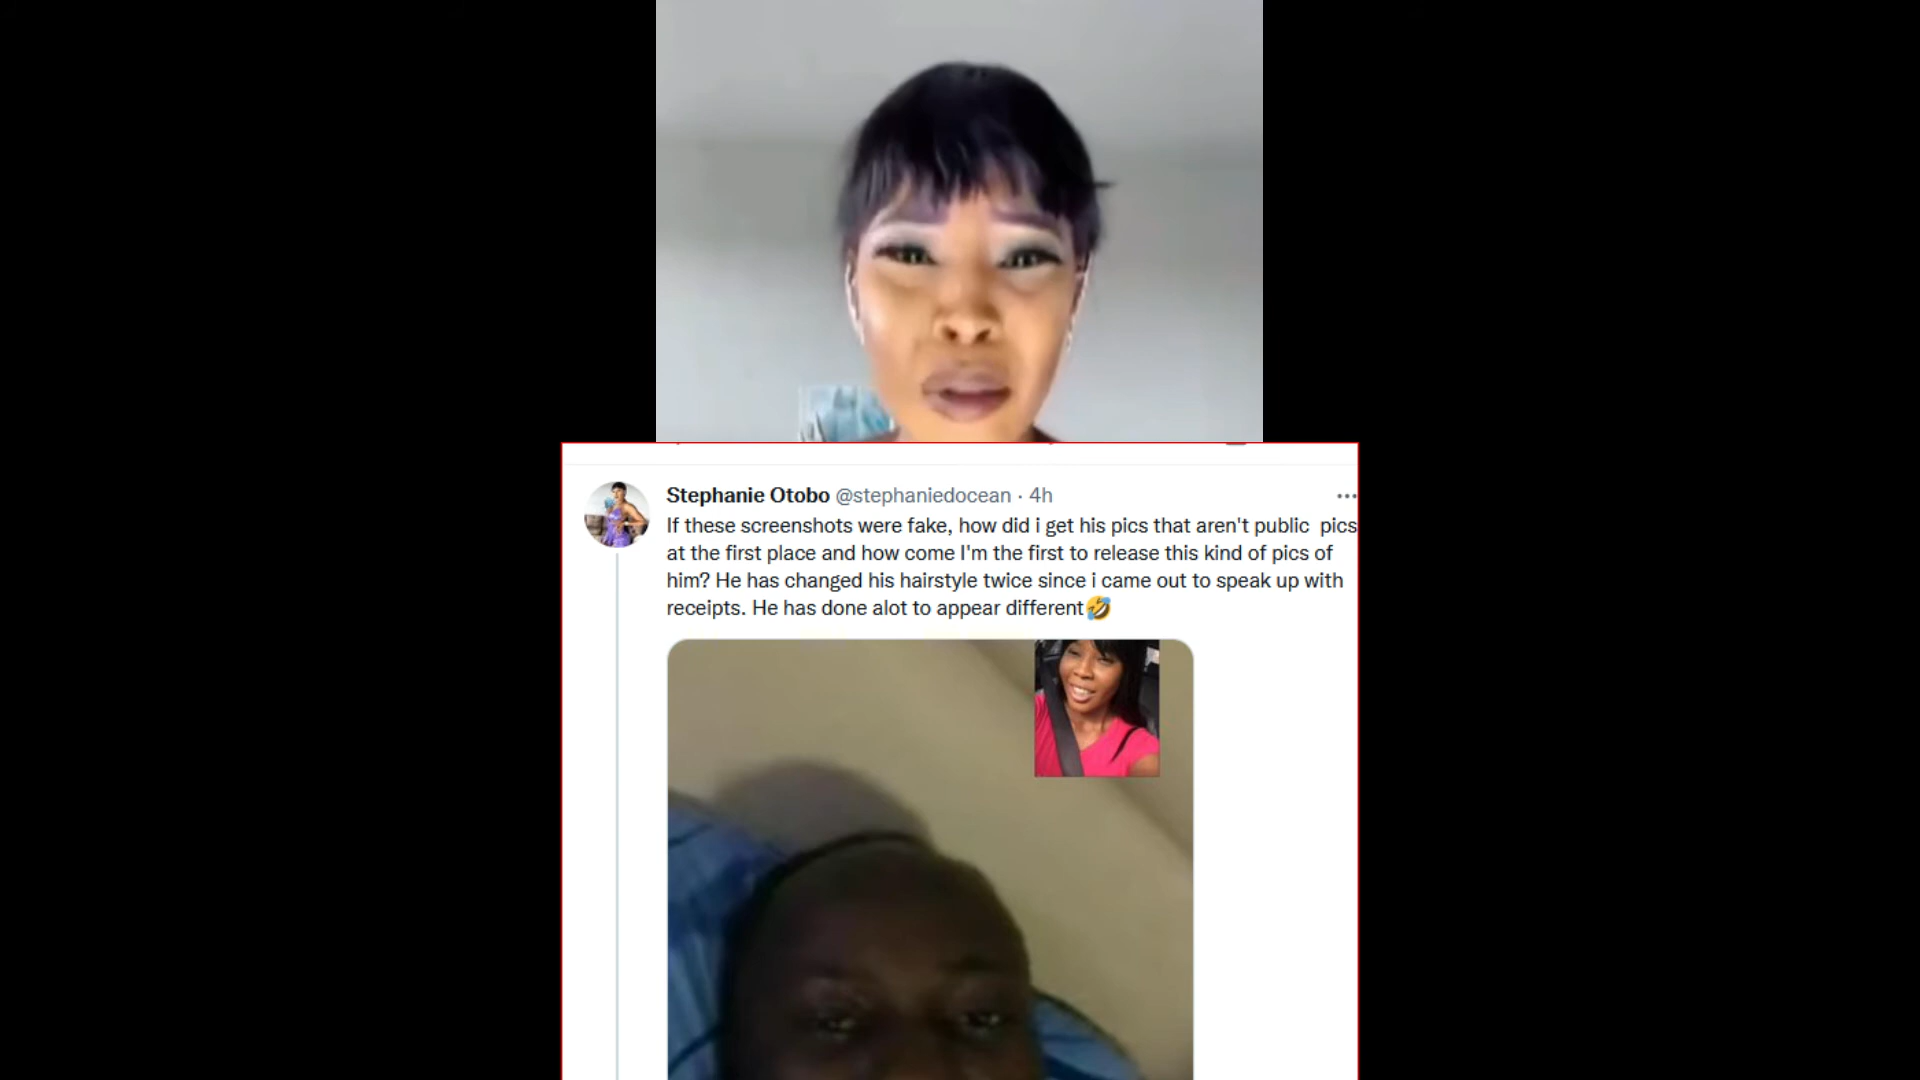 Stephanie Otobo @stephaniedocean · 4h
If these screenshots were fake, how did i get his pics that aren't public pics
at the first place and how come I'm the first to release this kind of pics of
him? He has changed his hairstyle twice since i came out to speak up with
receipts. He has done alot to appear different🤣